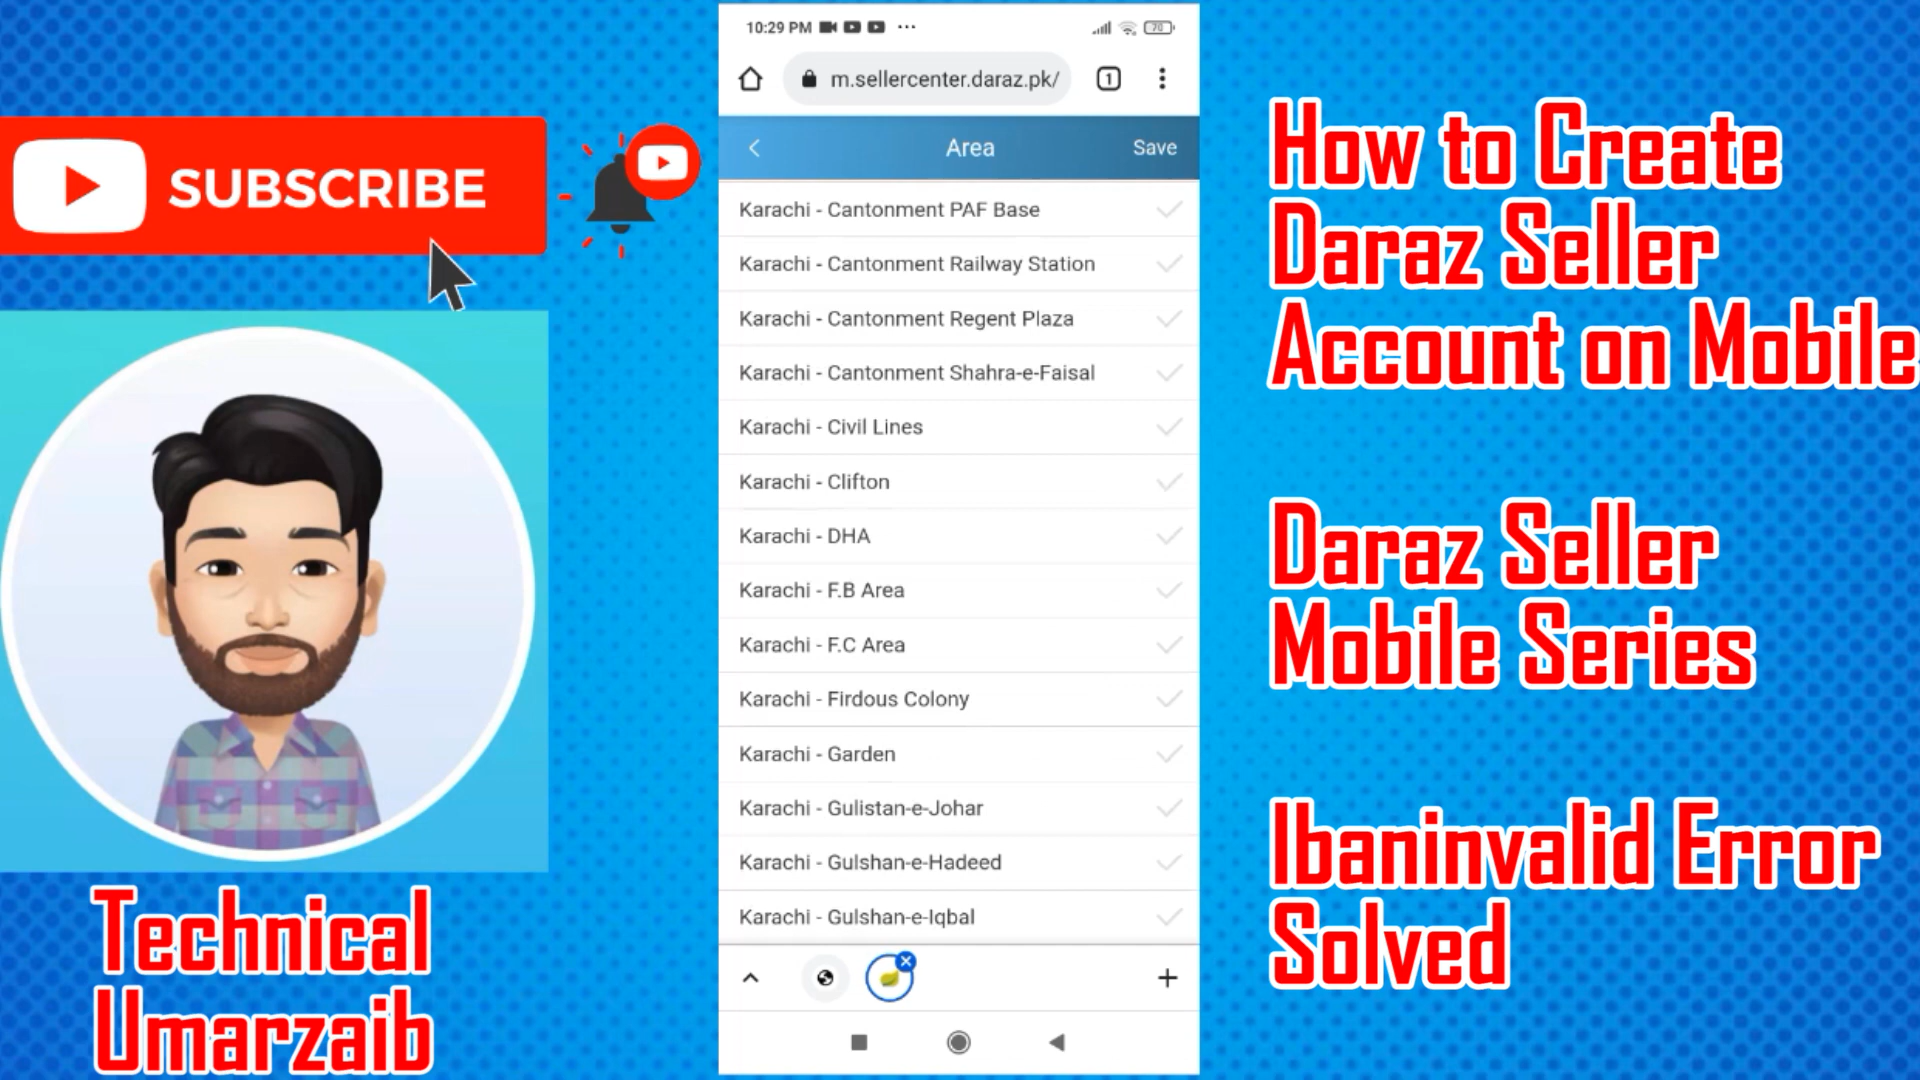 SUBSCRIBE
Technical
Umarzaib
10:29 PM
70
m.sellercenter.daraz.pk/
1
Area
Save
Karachi - Cantonment PAF Base
Karachi - Cantonment Railway Station
Karachi - Cantonment Regent Plaza
Karachi - Cantonment Shahra-e-Faisal
Karachi - Civil Lines
Karachi - Clifton
Karachi - DHA
Karachi - F.B Area
Karachi - F.C Area
Karachi - Firdous Colony
Karachi - Garden
Karachi - Gulistan-e-Johar
Karachi - Gulshan-e-Hadeed
Karachi - Gulshan-e-Iqbal
How to Create
Daraz Seller
Account on Mobile
Daraz Seller
Mobile Series
Ibaninvalid Error
Solved